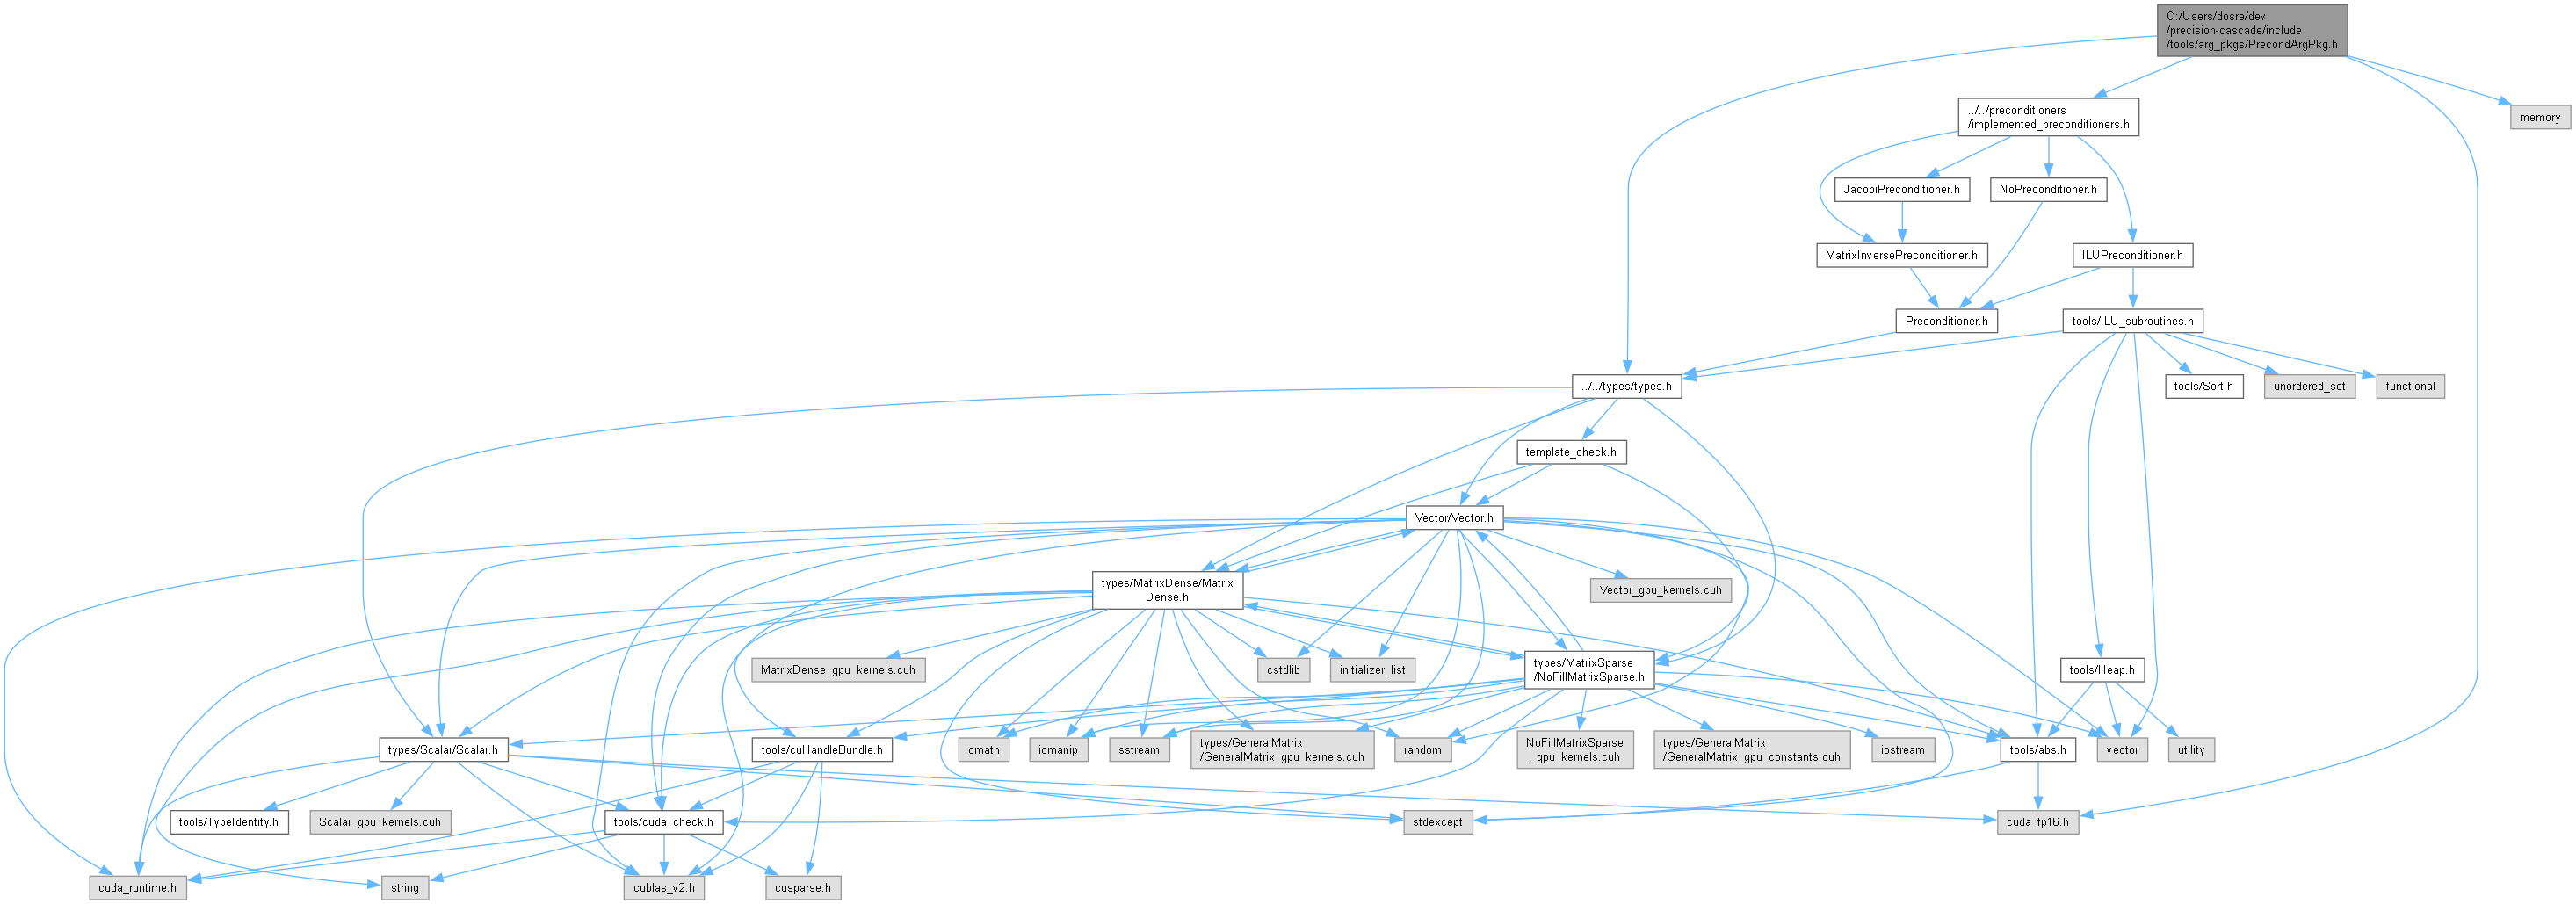 C:/Users/dosre/dev
/precision-cascade/include
/tools/arg_pkgs/PrecondArgPkg.h
../../preconditioners
/implemented_preconditioners.h
memory
JacobiPreconditioner.h
NoPreconditioner.h
MatrixInversePreconditioner.h
ILUPreconditioner.h
Preconditioner.h
tools/ILU_subroutines.h
../../types/types.h
tools/Sort.h
unordered_set
functional
template_check.h
Vector/Vector.h
types/MatrixDense/Matrix
Dense.h
Vector_gpu_kernels.cuh
MatrixDense_gpu_kernels.cuh
cstdlib
initializer_list
types/MatrixSparse
/NoFillMatrixSparse.h
tools/Heap.h
types/Scalar/Scalar.h
tools/cuHandleBundle.h
cmath
iomanip
sstream
types/GeneralMatrix
/GeneralMatrix_gpu_kernels.cuh
random
NoFillMatrixSparse
_gpu_kernels.cuh
types/GeneralMatrix
/GeneralMatrix_gpu_constants.cuh
iostream
tools/abs.h
vector
utility
tools/TypeIdentity.h
Scalar_gpu_kernels.cuh
tools/cuda_check.h
stdexcept
cuda_fp16.h
cuda_runtime.h
string
cublas_v2.h
cusparse.h